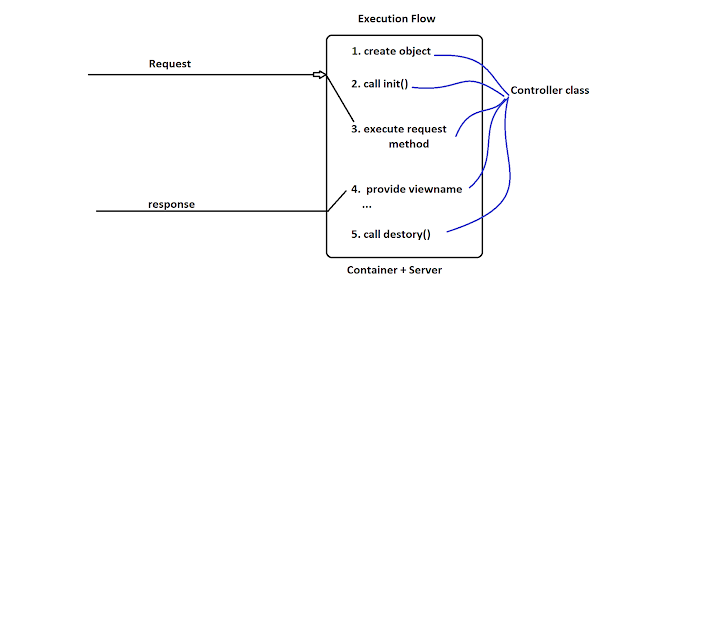 Execution Flow
1. create object
Request
2. call init()
Controller class
3. execute request
method
4. provide viewname
...
response
5. call destory()
Container + Server